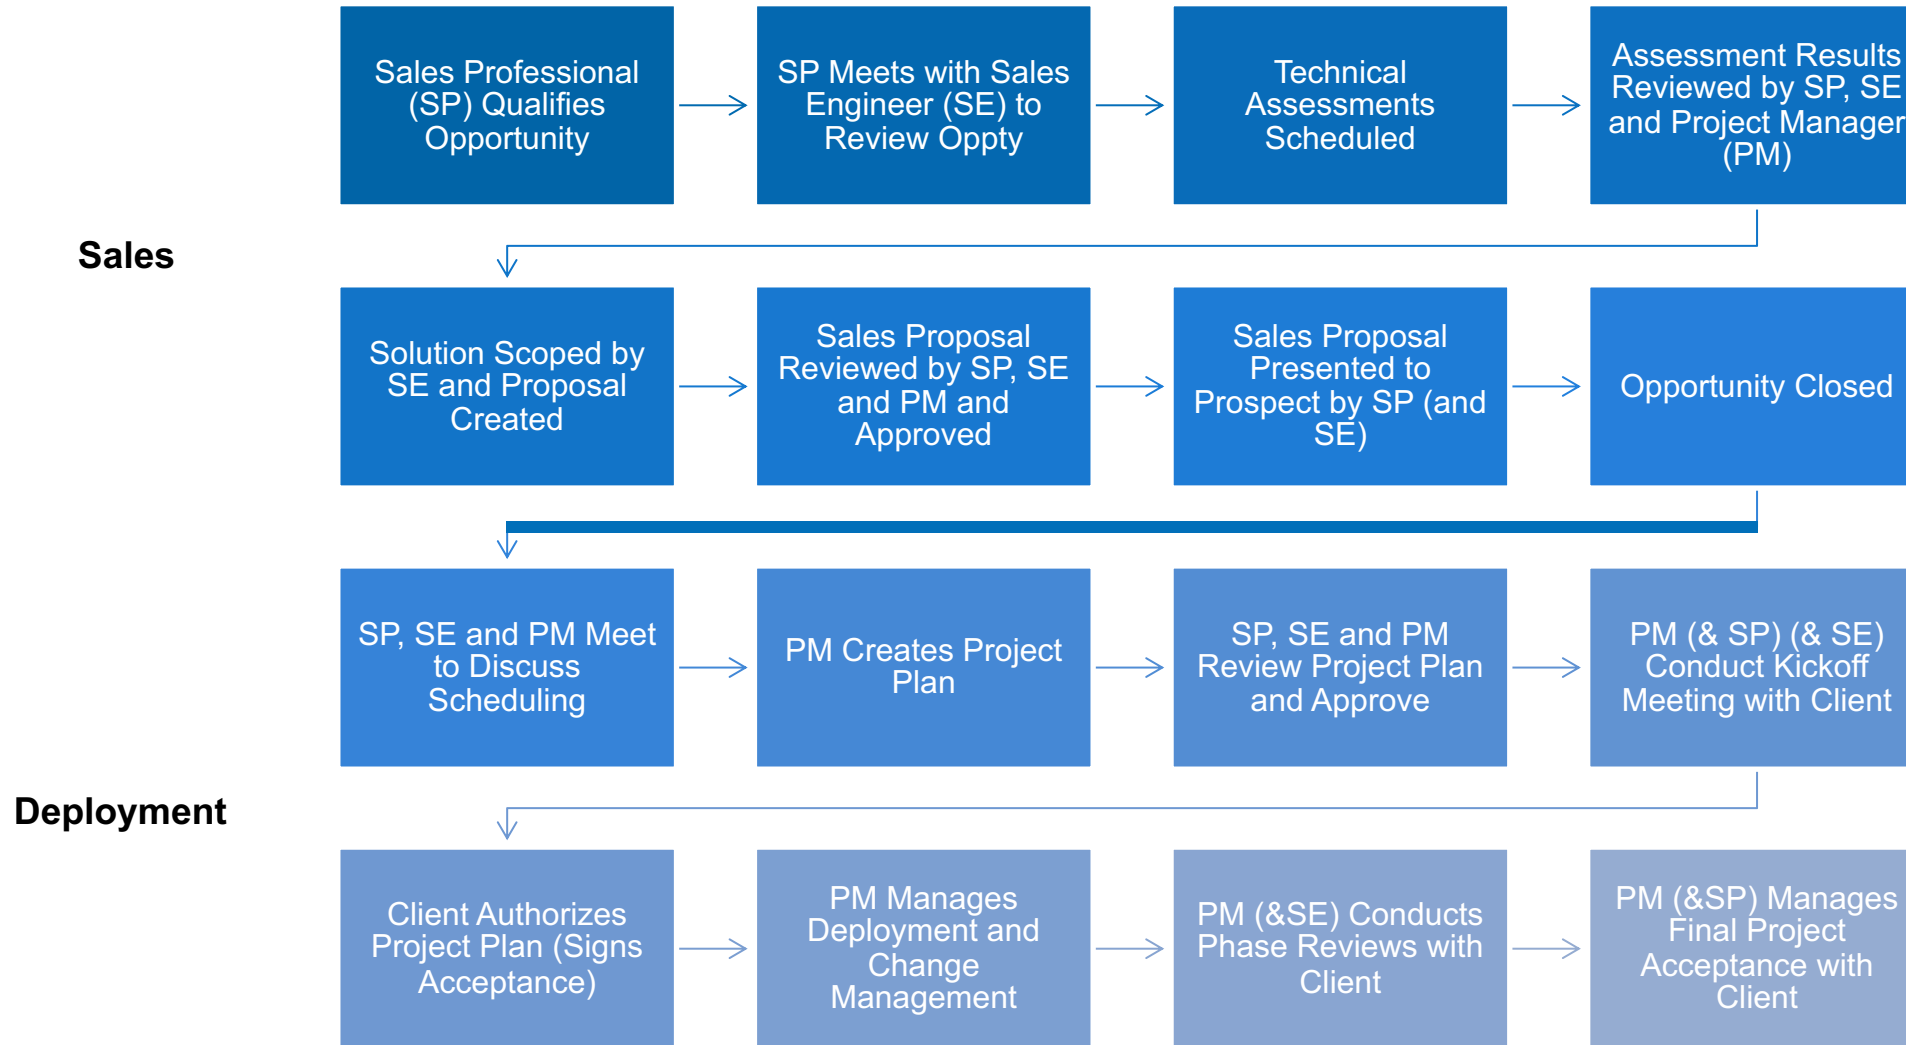 Sales Professional
(SP) Qualifies
Opportunity
SP Meets with Sales
Engineer (SE) to
Review Oppty
Technical
Assessments
Scheduled
Assessment Results
Reviewed by SP, SE
and Project Manager
(PM)
Sales
Solution Scoped by
SE and Proposal
Created
Sales Proposal
Reviewed by SP, SE
and PM and
Approved
Sales Proposal
Presented to
Prospect by SP (and
SE)
Opportunity Closed
SP, SE and PM Meet
to Discuss
Scheduling
PM Creates Project
Plan
SP, SE and PM
Review Project Plan
and Approve
PM (& SP) (& SE)
Conduct Kickoff
Meeting with Client
Deployment
Client Authorizes
Project Plan (Signs
Acceptance)
PM Manages
Deployment and
Change
Management
PM (&SE) Conducts
Phase Reviews with
Client
PM (&SP) Manages
Final Project
Acceptance with
Client